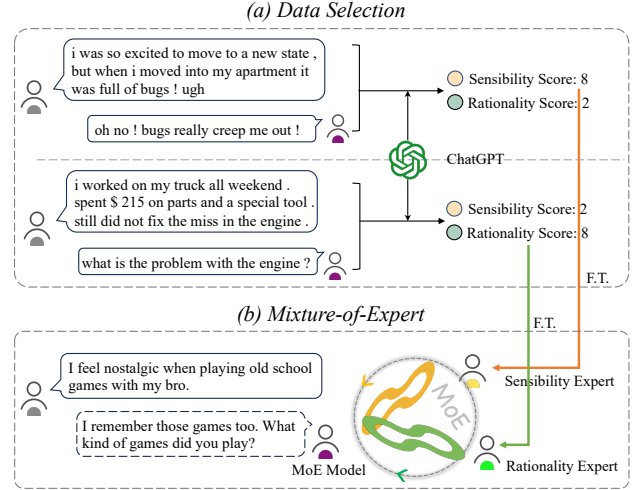 (a) Data Selection
i was so excited to move to a new state ,
but when i moved into my apartment it
was full of bugs ! ugh
oh no ! bugs really creep me out !
Sensibility Score: 8
Rationality Score: 2
ChatGPT
i worked on my truck all weekend .
spent $ 215 on parts and a special tool .
still did not fix the miss in the engine .
what is the problem with the engine ?
Sensibility Score: 2
Rationality Score: 8
F.T.
F.T.
(b) Mixture-of-Expert
I feel nostalgic when playing old school
games with my bro.
I remember those games too. What
kind of games did you play?
MoE Model
MoE
Sensibility Expert
Rationality Expert